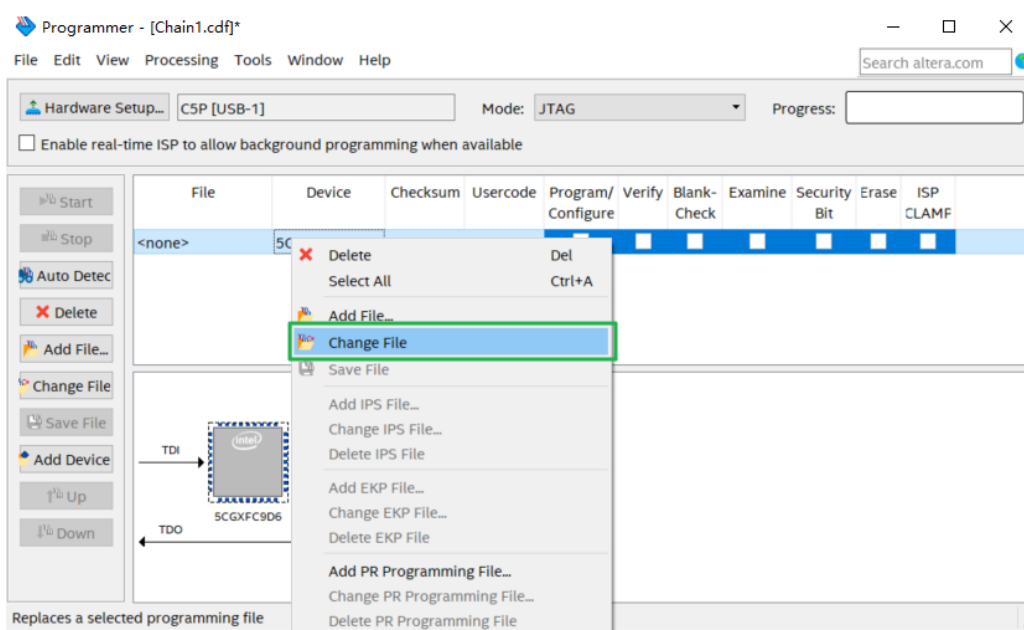 Programmer - [Chain1.cdf]*
File Edit View Processing Tools Window Help
Search altera.com
Hardware Setup... C5P [USB-1] Mode: JTAG Progress:
Enable real-time ISP to allow background programming when available
File Device Checksum Usercode Program/ Configure Verify Blank- Check Examine Security Bit Erase ISP CLAMP
<none> 5C
Start
Stop
Auto Detec
Delete
Add File...
Change File
Save File
Add Device
Up
Down
Delete Del
Select All Ctrl+A
Add File...
Change File
Save File
Add IPS File...
Change IPS File...
Delete IPS File
Add EKP File...
Change EKP File...
Delete EKP File
Add PR Programming File...
Change PR Programming File...
Delete PR Programming File
TDI
intel
5CGXFC9D6
TDO
Replaces a selected programming file